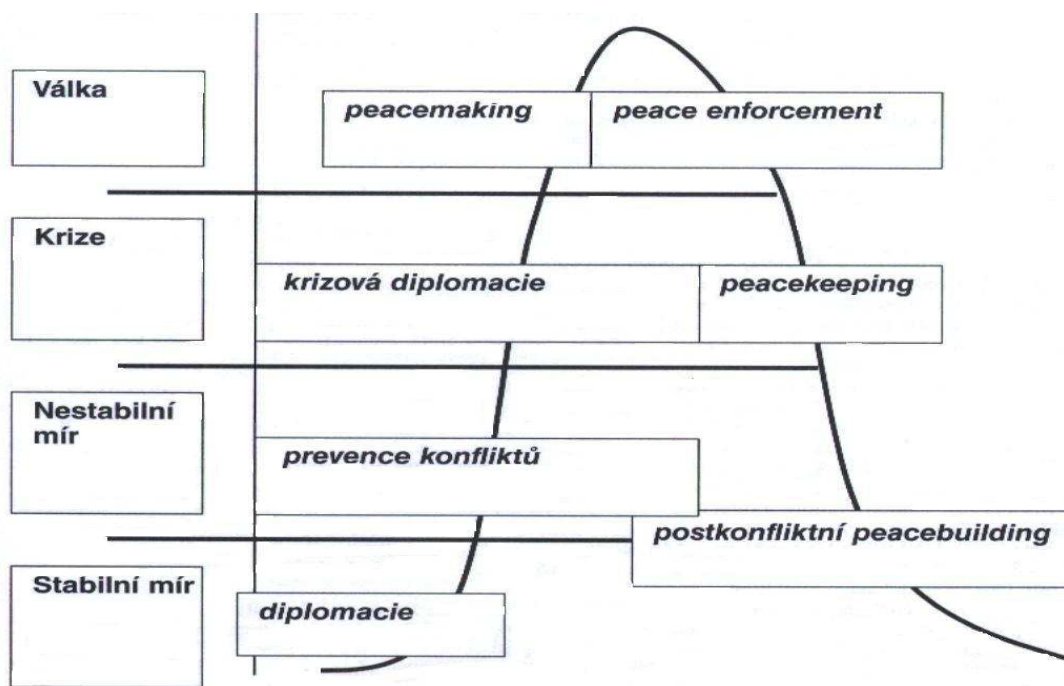 Válka
peacemaking
peace enforcement
Krize
krizová diplomacie
peacekeeping
Nestabilní
mír
prevence konfliktů
postkonfliktní peacebuilding
Stabilní mír
diplomacie